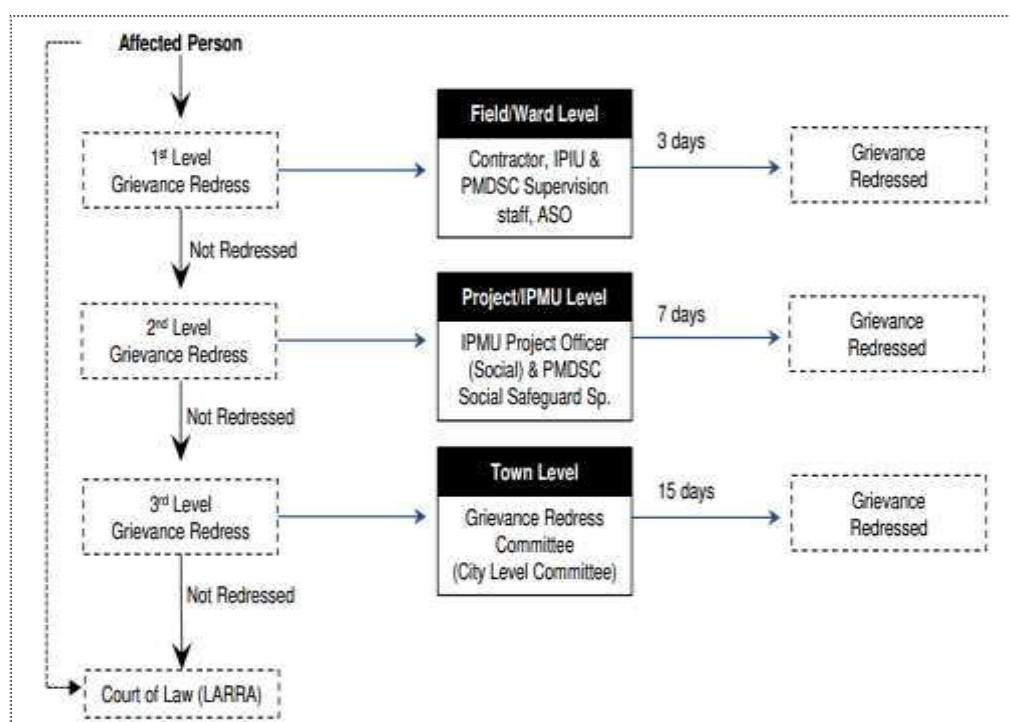 Affected Person
1st Level
Grievance Redress
Field/Ward Level
Contractor, IPIU &
PMDSC Supervision
staff, ASO
3 days
Grievance
Redressed
Not Redressed
2nd Level
Grievance Redress
Project/IPMU Level
IPMU Project Officer
(Social) & PMDSC
Social Safeguard Sp.
7 days
Grievance
Redressed
Not Redressed
3rd Level
Grievance Redress
Town Level
Grievance Redress
Committee
(City Level Committee)
15 days
Grievance
Redressed
Not Redressed
Court of Law (LARRA)